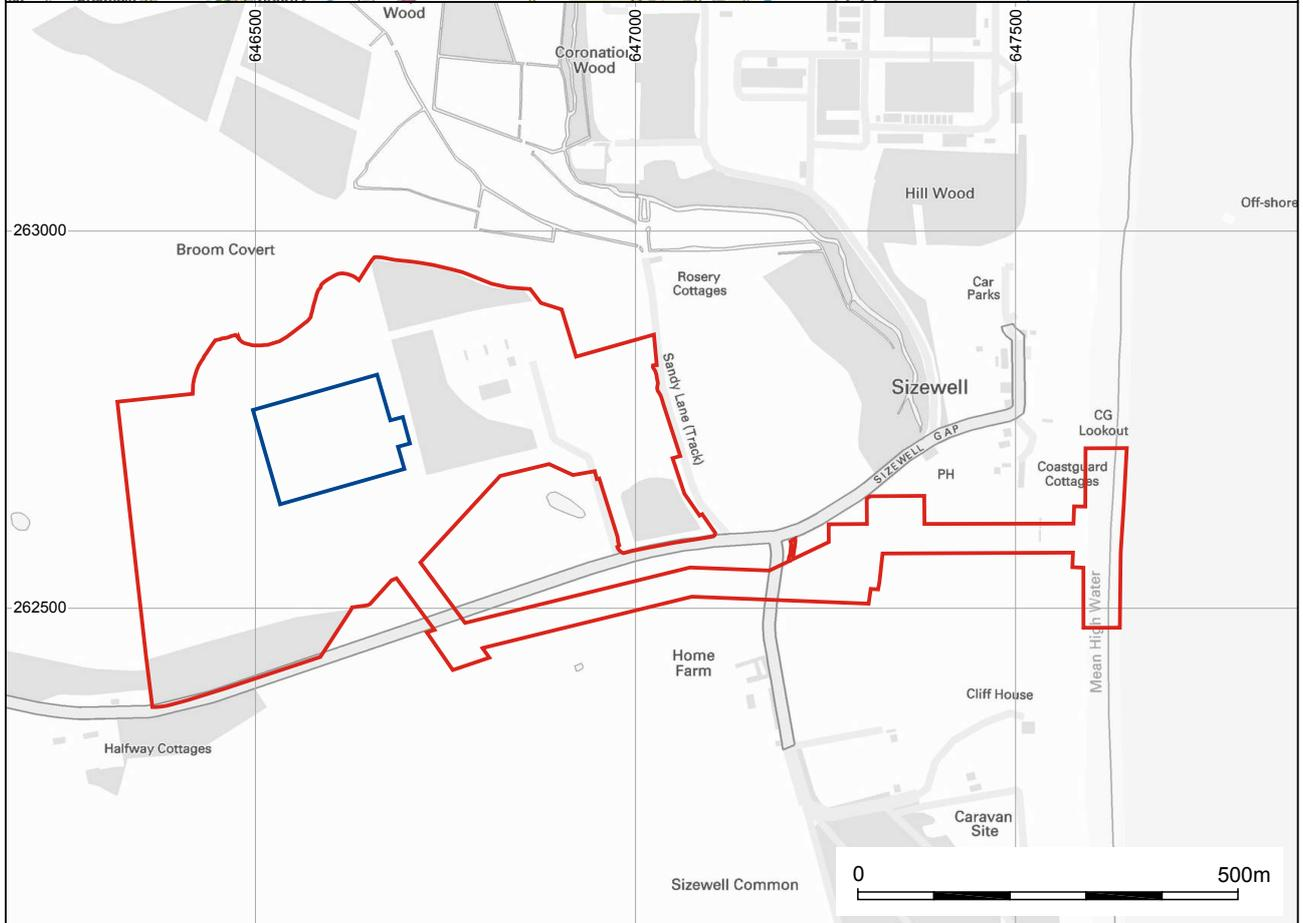 Wood
646500
647000
647500
Coronation
Wood
Hill Wood
Off-shore
263000
Broom Covert
Rosery
Cottages
Car
Parks
Sandy Lane (Track)
Sizewell
SIZEWELL GAP
CG
Lookout
PH
Coastguard
Cottages
262500
Mean High Water
Home
Farm
Cliff House
Halfway Cottages
Caravan
Site
Sizewell Common
0
500m